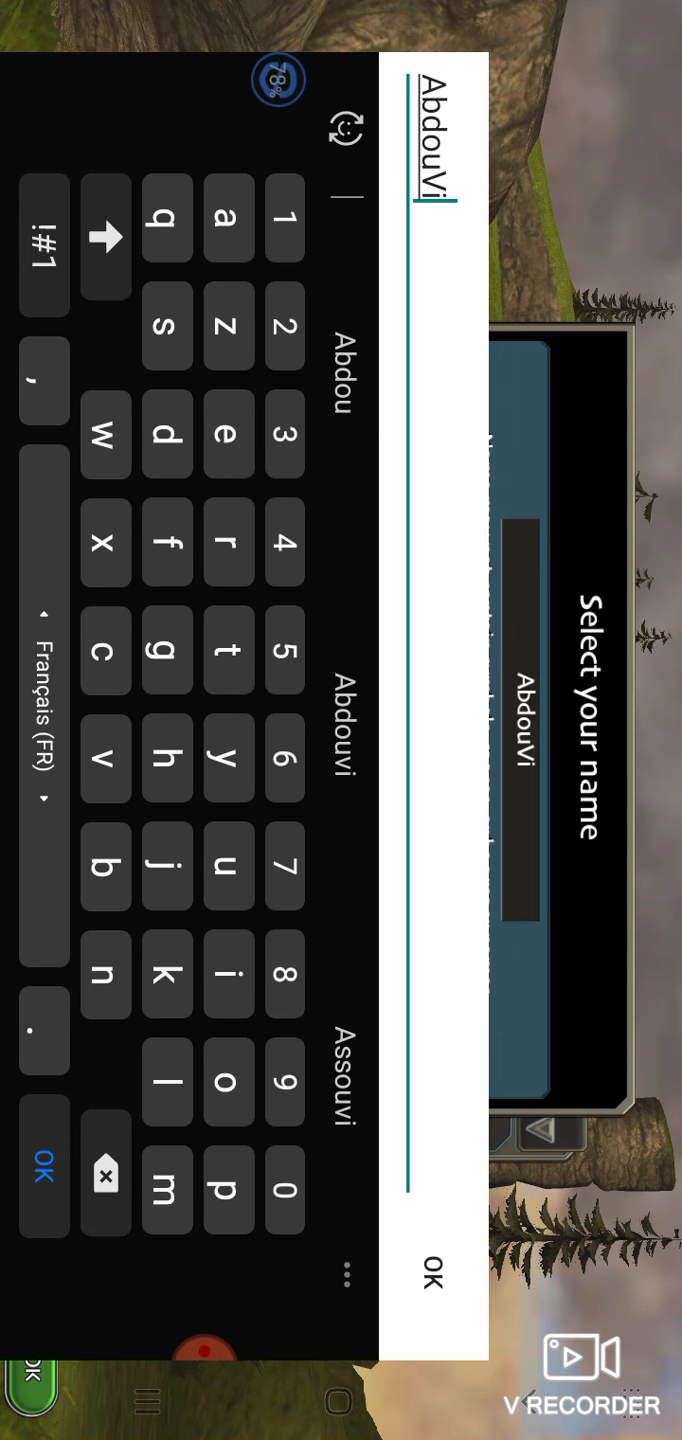 Select your name
AbdouVi
AbdouVi
OK
78%
Abdou
Abdouvi
Assouvi
1 2 3 4 5 6 7 8 9 0
a z e r t y u i o p
q s d f g h j k l m
w x c v b n
!#1 , Français (FR) . OK
OK
V RECORDER